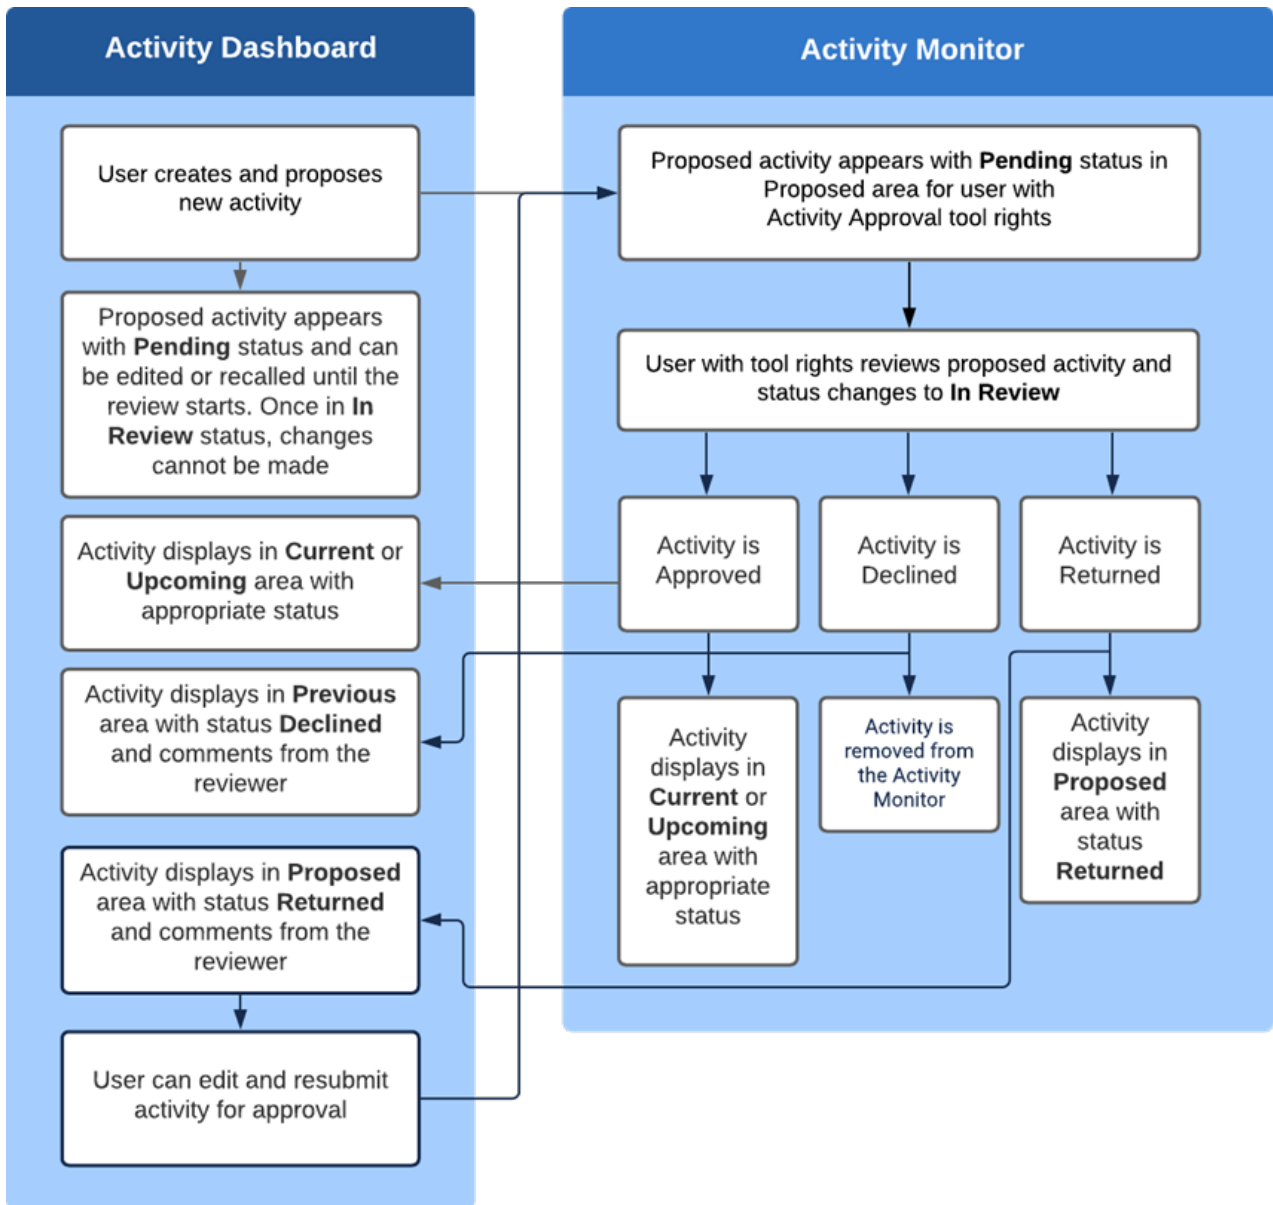 Activity Dashboard
User creates and proposes
new activity
Proposed activity appears
with Pending status and can
be edited or recalled until the
review starts. Once in In
Review status, changes
cannot be made
Activity displays in Current or
Upcoming area with
appropriate status
Activity displays in Previous
area with status Declined
and comments from the
reviewer
Activity displays in Proposed
area with status Returned
and comments from the
reviewer
User can edit and resubmit
activity for approval
Activity Monitor
Proposed activity appears with Pending status in
Proposed area for user with
Activity Approval tool rights
User with tool rights reviews proposed activity and
status changes to In Review
Activity is
Approved
Activity is
Declined
Activity is
Returned
Activity
displays in
Current or
Upcoming
area with
appropriate
status
Activity is
removed from
the Activity
Monitor
Activity
displays in
Proposed
area with
status
Returned